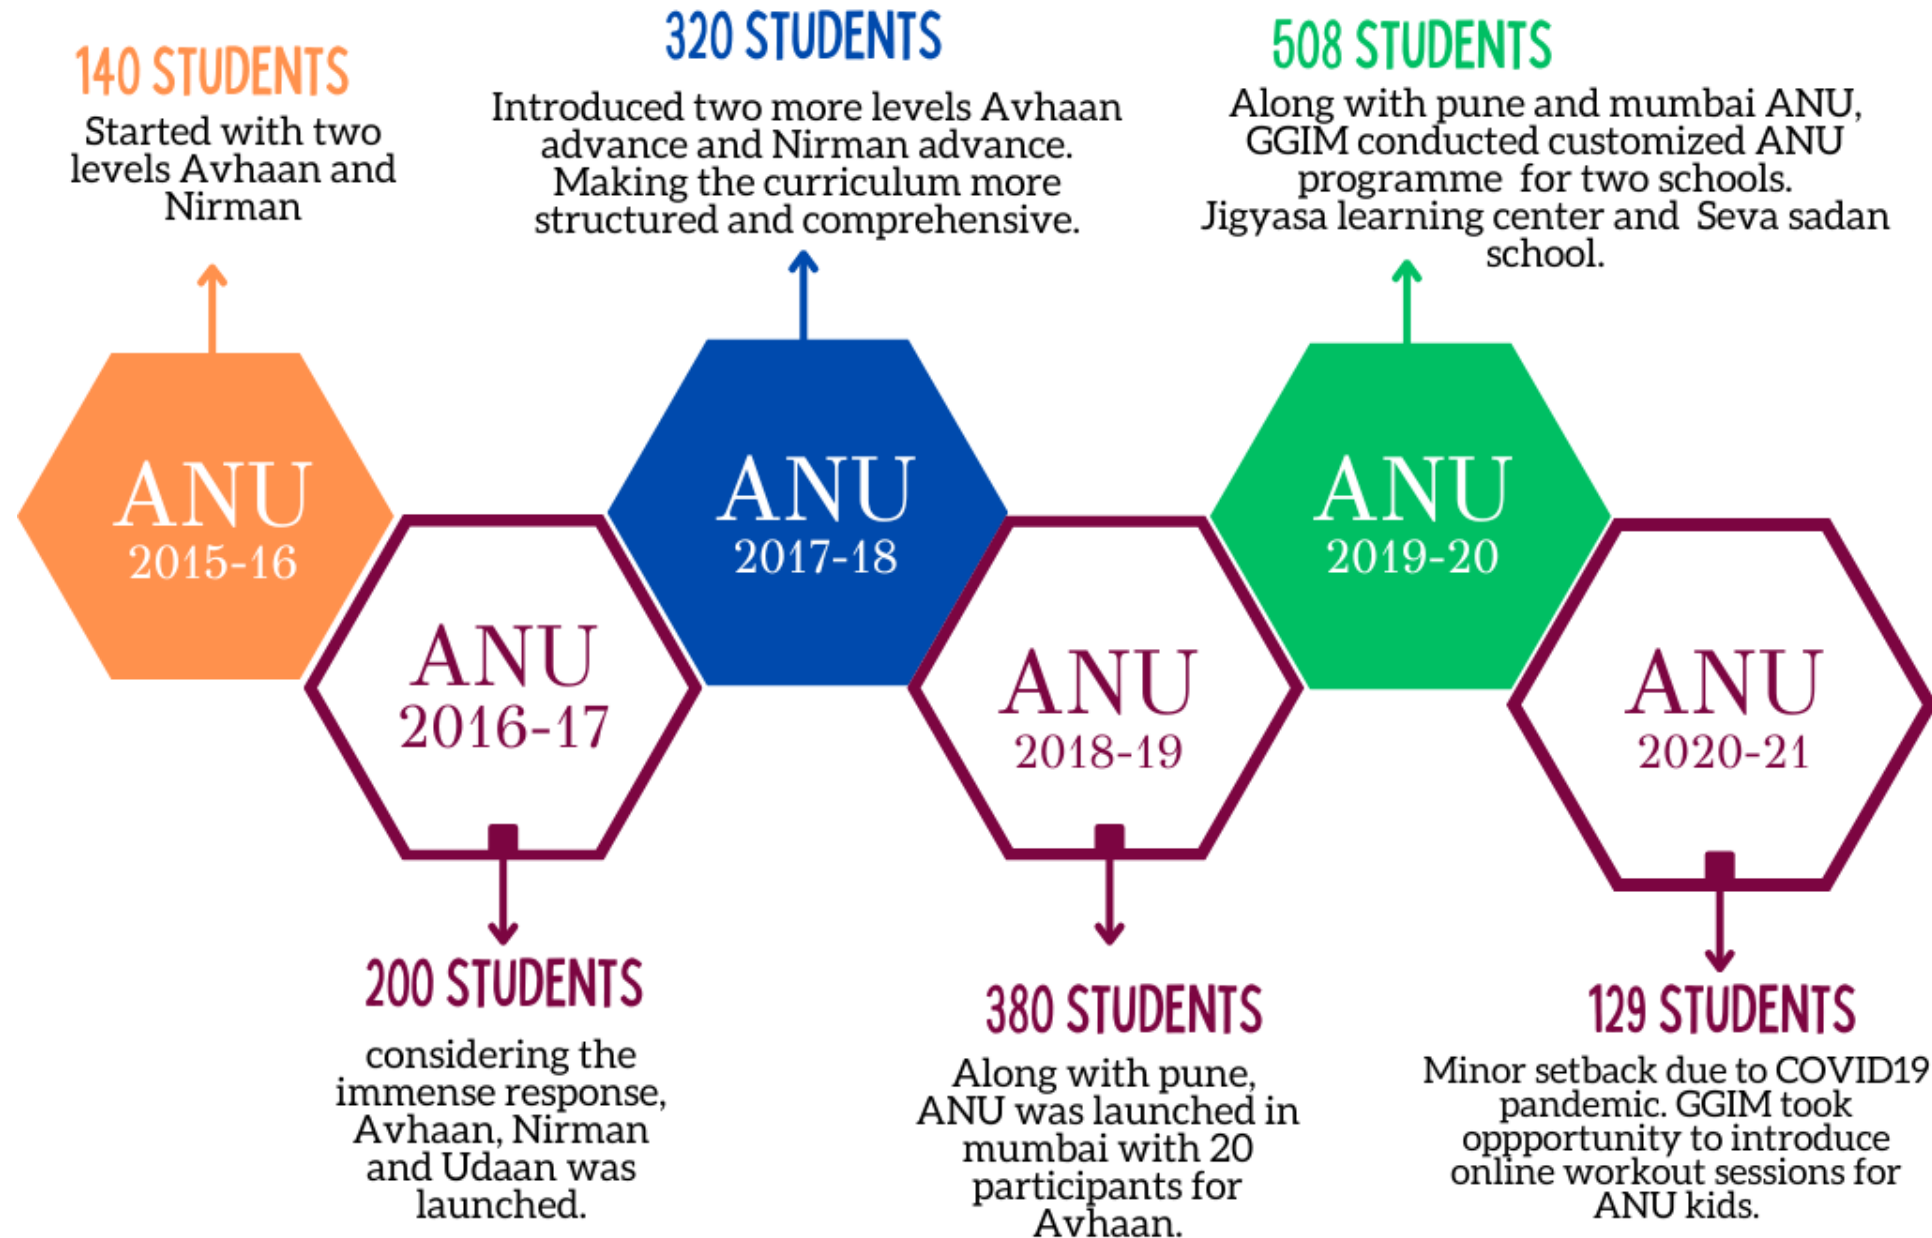 140 STUDENTS
Started with two
levels Avhaan and
Nirman
320 STUDENTS
Introduced two more levels Avhaan
advance and Nirman advance.
Making the curriculum more
structured and comprehensive.
508 STUDENTS
Along with pune and mumbai ANU,
GGIM conducted customized ANU
programme for two schools.
Jigyasa learning center and Seva sadan
school.
ANU
2015-16
ANU
2016-17
ANU
2017-18
ANU
2018-19
ANU
2019-20
ANU
2020-21
200 STUDENTS
considering the
immense response,
Avhaan, Nirman
and Udaan was
launched.
380 STUDENTS
Along with pune,
ANU was launched in
mumbai with 20
participants for
Avhaan.
129 STUDENTS
Minor setback due to COVID19
pandemic. GGIM took
oppportunity to introduce
online workout sessions for
ANU kids.